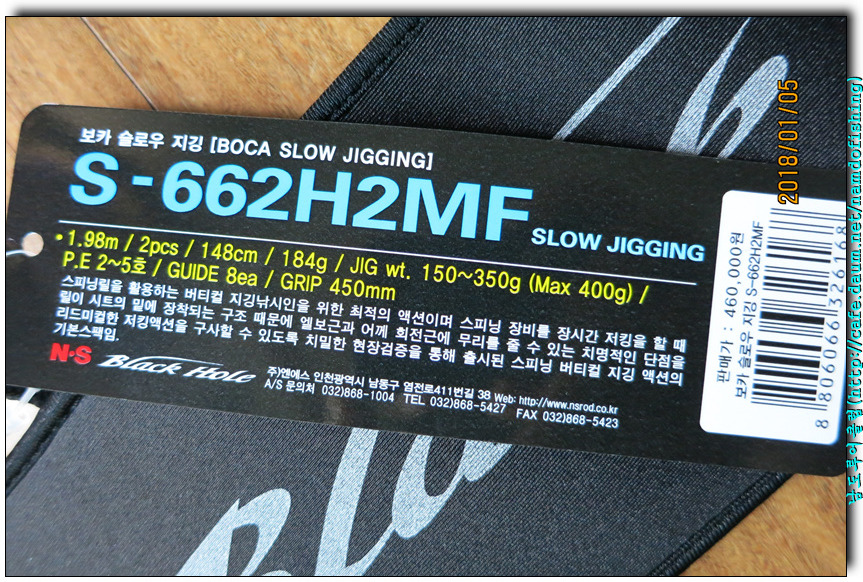 보카 슬로우 지깅 [BOCA SLOW JIGGING]
S-662H2MF SLOW JIGGING
• 1.98m / 2pcs / 148cm / 184g / JIG wt. 150~350g (Max 400g) /
P.E 2~5호 / GUIDE 8ea / GRIP 450mm
스피닝릴을 활용하는 버티컬 지깅낚시인을 위한 최적의 액션이며 스피닝 장비를 장시간 저킹을 할 때
릴이 시트의 밑에 장착되는 구조 때문에 엘보근과 어깨 회전근에 무리를 줄 수 있는 치명적인 단점을
리드미컬한 저킹액션을 구사할 수 있도록 치밀한 현장검증을 통해 출시된 스피닝 버티컬 지깅 액션의
기본스팩임.
N·S Black Hole
주)엔에스 인천광역시 남동구 염전로411번길 38 Web: http://www.nsrod.co.kr
A/S 문의처 032)868-1004 TEL 032)868-5427 FAX 032)868-5423
판매가 : 460,000원
보카 슬로우 지깅 S-662H2MF
8 806066 326168
2018/01/05
남도루어클럽(http://cafe.daum.net/namdofishing)